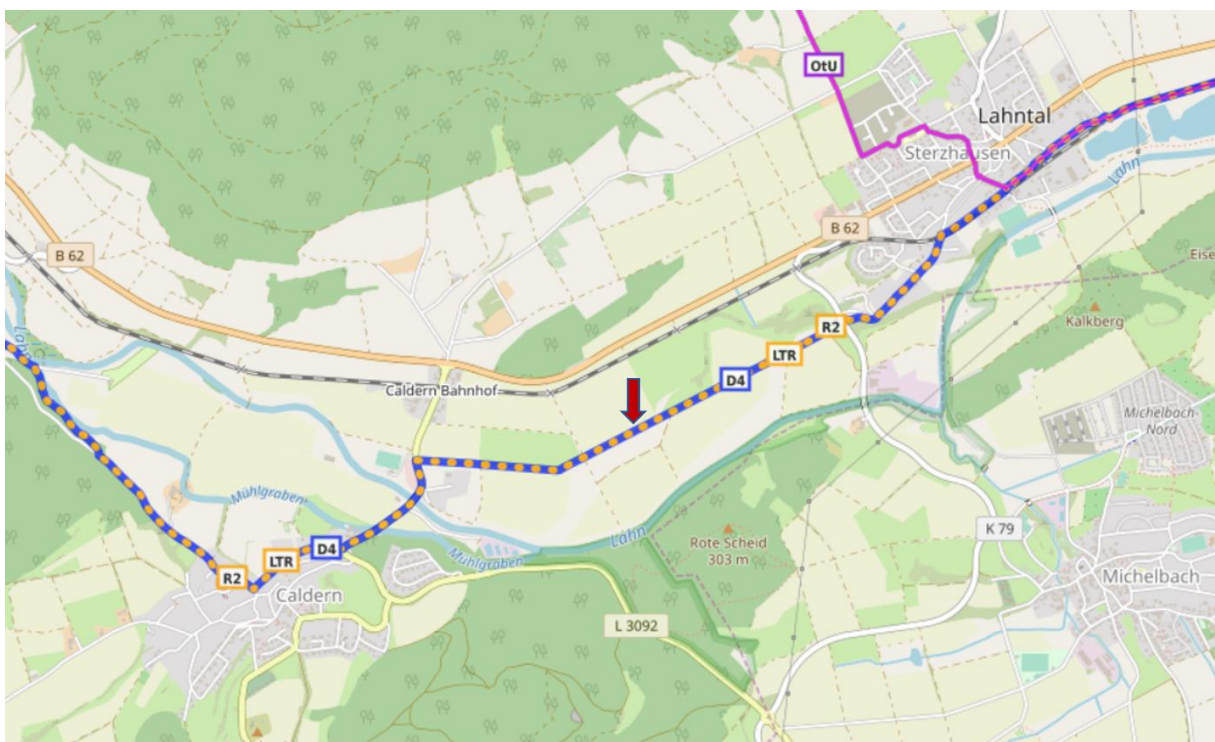 OtU
Lahntal
Sterzhausen
Lahn
B 62
B 62
Kalkberg
R2
LTR
D4
Lahn
Caldern Bahnhof
Michelbach-
Nord
Mühlgraben
Lahn
Rote Scheid
303 m
K 79
D4
LTR
Mühlgraben
R2
Caldern
Michelbach
L 3092
Eise